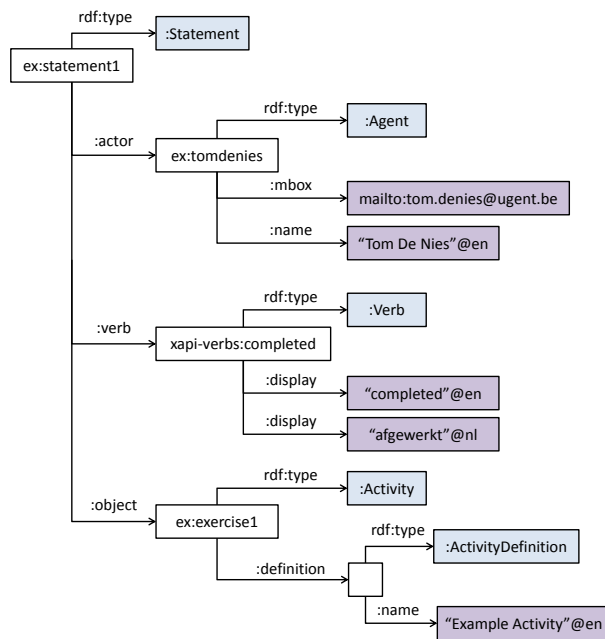 rdf:type
:Statement
ex:statement1
rdf:type
:Agent
:actor
ex:tomdenies
:mbox
mailto:tom.denies@ugent.be
:name
“Tom De Nies”@en
rdf:type
:Verb
:verb
xapi-verbs:completed
:display
“completed”@en
:display
“afgewerkt”@nl
rdf:type
:Activity
:object
ex:exercise1
rdf:type
:ActivityDefinition
:definition
:name
“Example Activity”@en